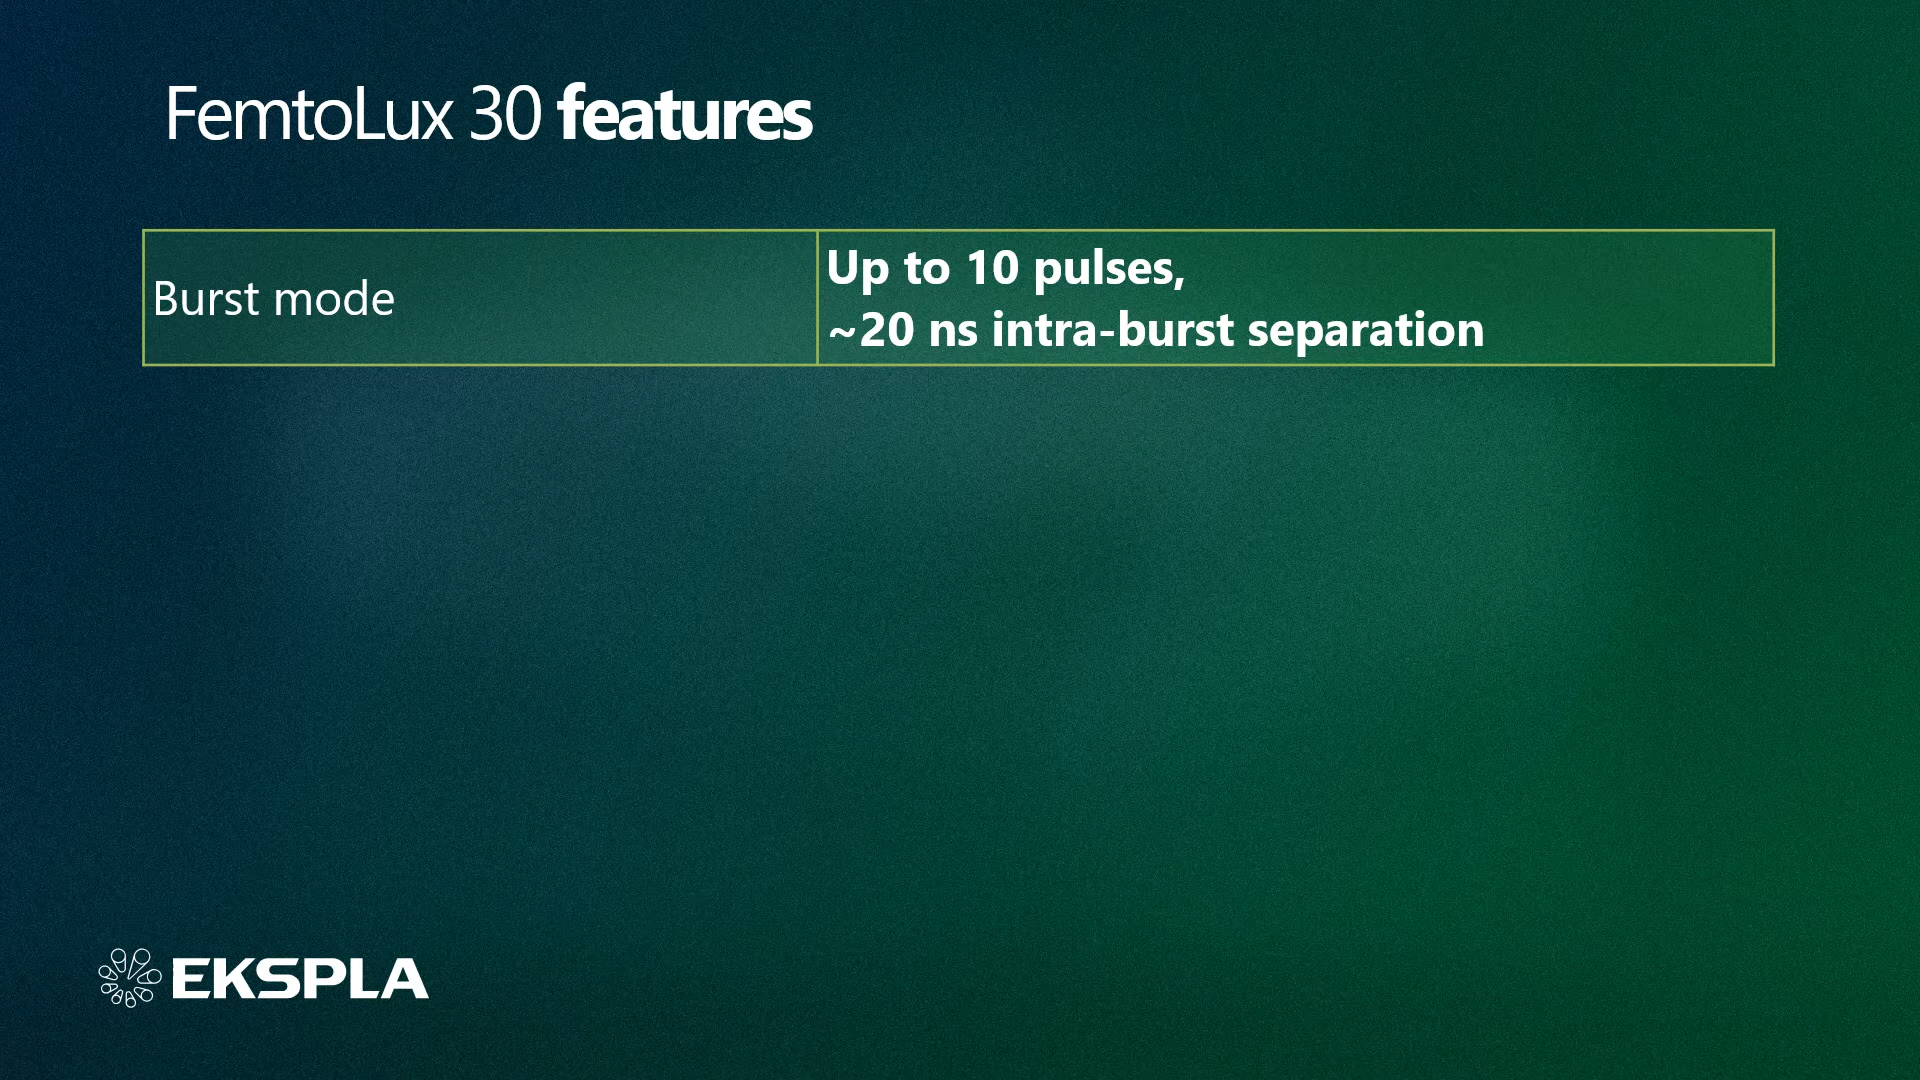 FemtoLux 30 features
Burst mode
Up to 10 pulses,
~20 ns intra-burst separation
EKSPLA